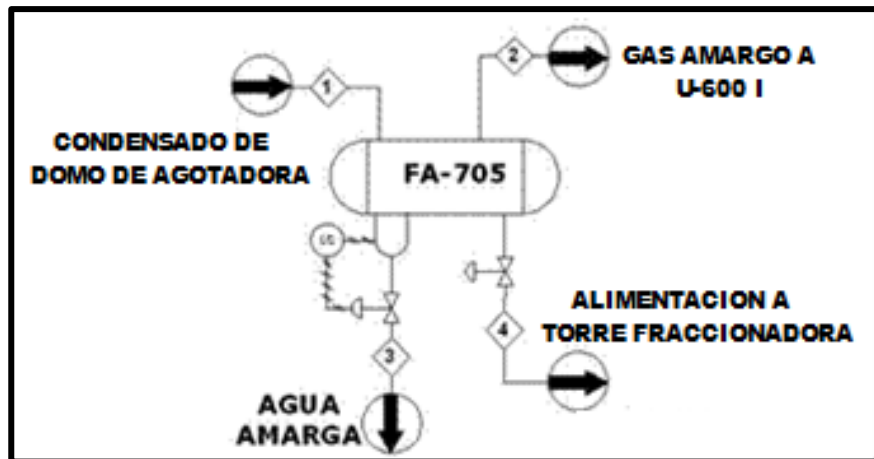 2
GAS AMARGO A
U-600 I
1
CONDENSADO DE
DOMO DE AGOTADORA
FA-705
ALIMENTACION A
TORRE FRACCIONADORA
4
3
AGUA
AMARGA